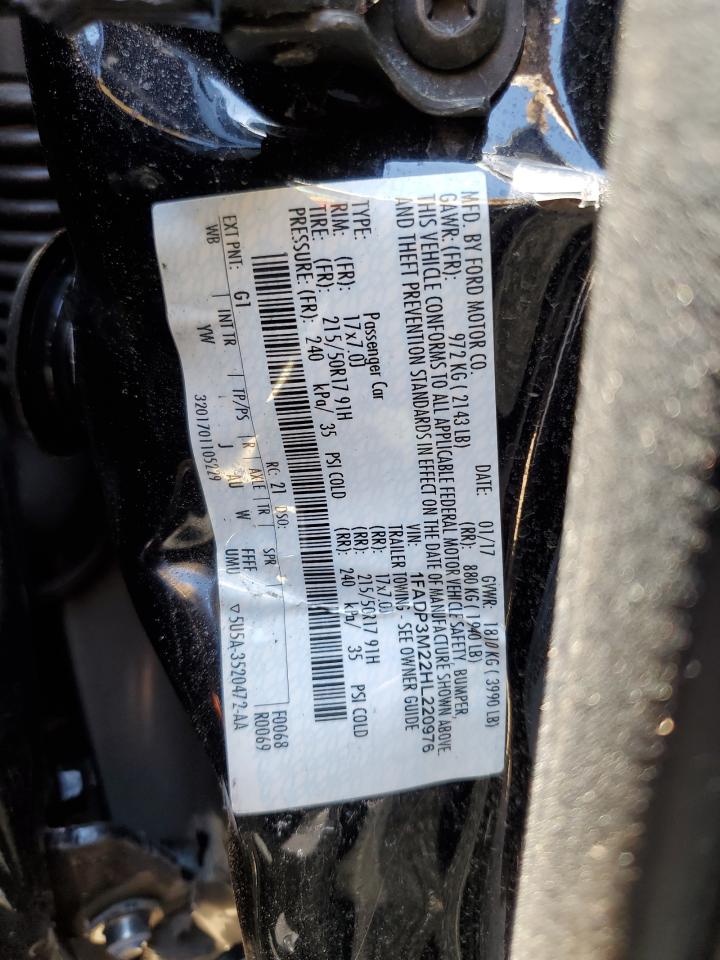 MFD. BY FORD MOTOR CO. DATE: 01/17 GVWR: 1810 KG ( 3990 LB)
GAWR: (FR): 972 KG ( 2143 LB) (RR): 880 KG ( 1940 LB)
THIS VEHICLE CONFORMS TO ALL APPLICABLE FEDERAL MOTOR VEHICLE SAFETY, BUMPER,
AND THEFT PREVENTION STANDARDS IN EFFECT ON THE DATE OF MANUFACTURE SHOWN ABOVE.
VIN: 1FADP3M22HL220976
TYPE: Passenger Car TRAILER TOWING - SEE OWNER GUIDE
RIM: (FR): 17x7.0J (RR): 17x7.0J
TIRE: (FR): 215/50R17 91H (RR): 215/50R17 91H
PRESSURE: (FR): 240 kPa/ 35 PSI COLD (RR): 240 kPa/ 35 PSI COLD
RC: 21 DSO: F0068
EXT PNT: G1 INT TR TP/PS R AXLE TR SPR R0069
WB YW J AU W FFFF UMU
3201701105229 ▽5U5A-3520472-AA